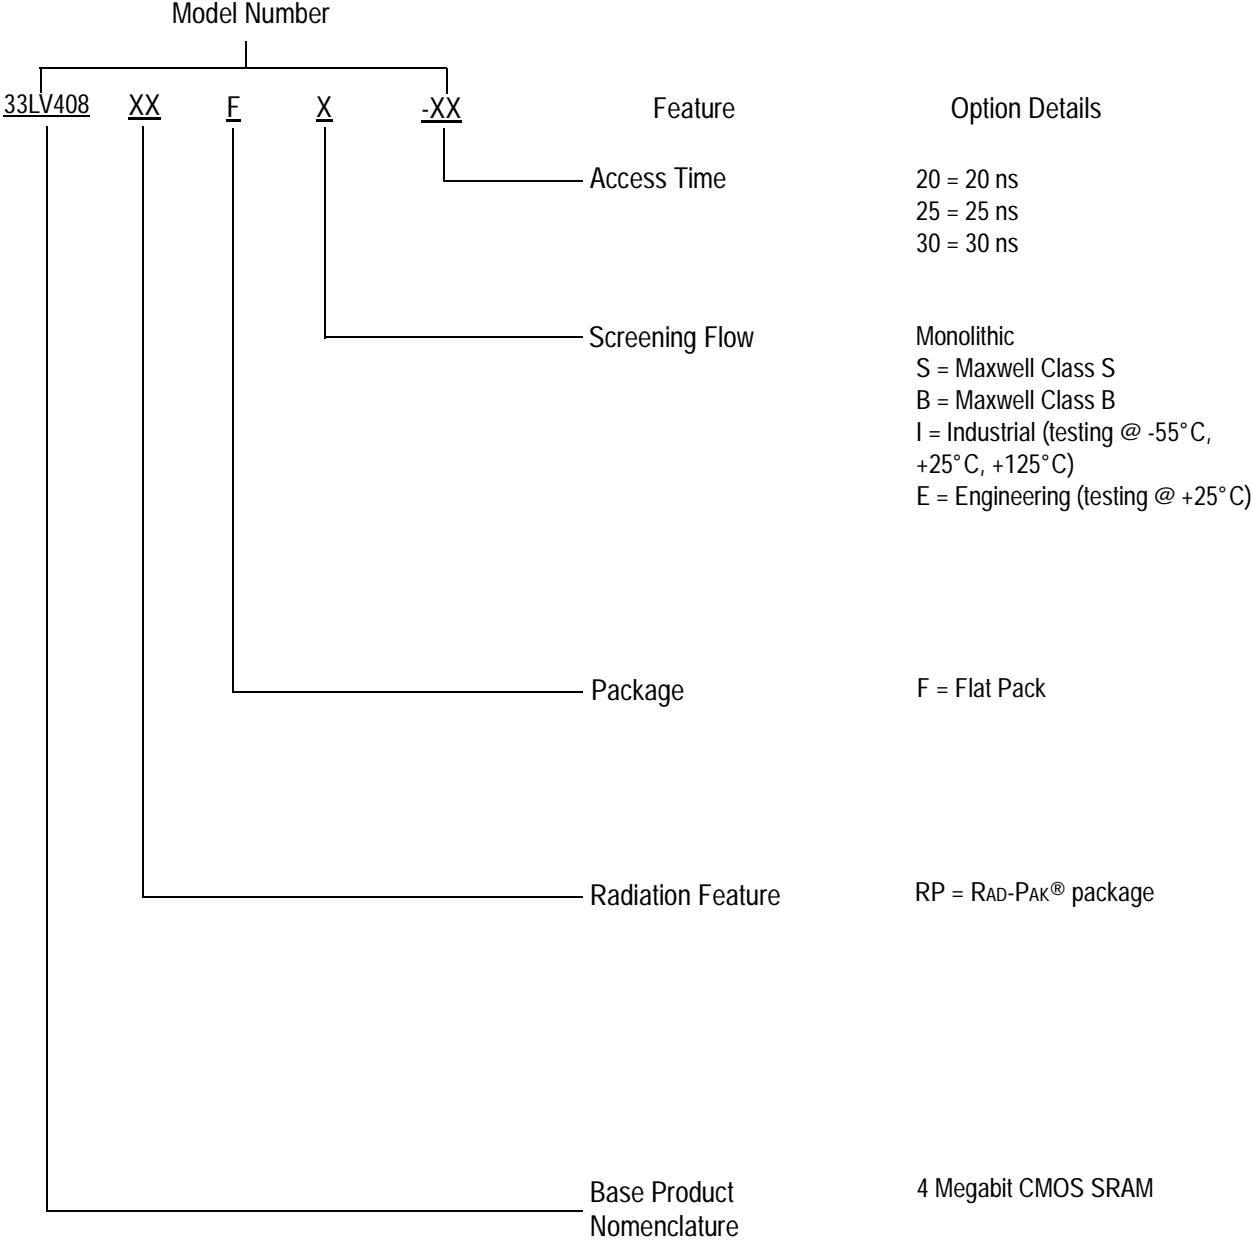 Model Number
33LV408 XX F X -XX Feature Option Details
Access Time 20 = 20 ns
25 = 25 ns
30 = 30 ns
Screening Flow Monolithic
S = Maxwell Class S
B = Maxwell Class B
I = Industrial (testing @ -55°C,
+25°C, +125°C)
E = Engineering (testing @ +25°C)
Package F = Flat Pack
Radiation Feature RP = RAD-PAK® package
Base Product 4 Megabit CMOS SRAM
Nomenclature